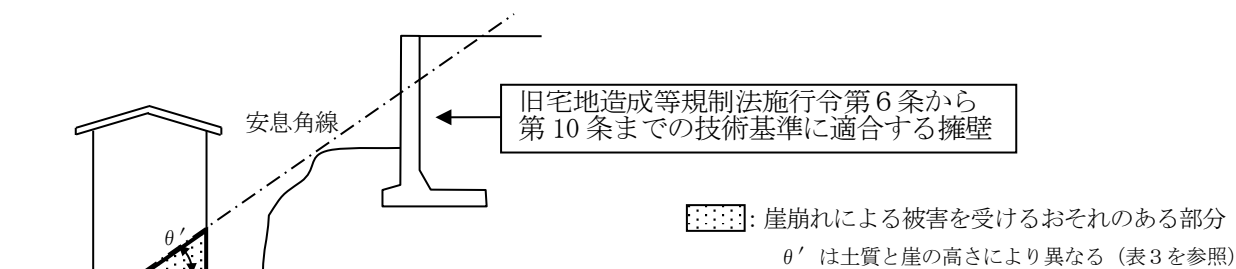 旧宅地造成等規制法施行令第6条から
第10条までの技術基準に適合する擁壁
安息角線
:崖崩れによる被害を受けるおそれのある部分
θ′
θ′は土質と崖の高さにより異なる(表3を参照)